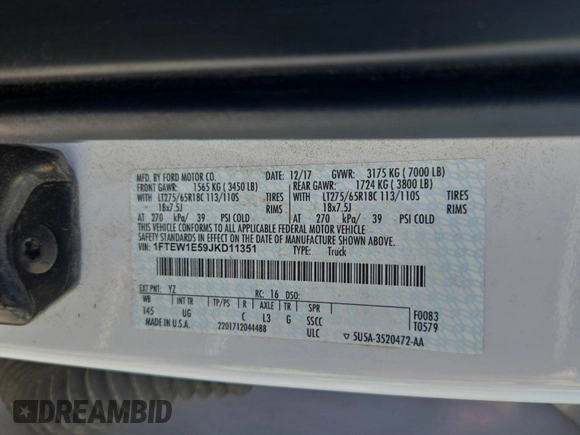 MFD. BY FORD MOTOR CO. 12/17 GVWR: 3175 KG ( 7000 LB)
FRONT GAWR: 1565 KG ( 3450 LB) REAR GAWR: 1724 KG ( 3800 LB)
WITH LT275/65R18C 113/110S TIRES WITH LT275/65R18C 113/110S TIRES
18x7.5J RIMS 18x7.5J RIMS
AT 270 kPa/ 39 PSI COLD AT 270 kPa/ 39 PSI COLD
THIS VEHICLE CONFORMS TO ALL APPLICABLE FEDERAL MOTOR VEHICLE
SAFETY STANDARDS IN EFFECT ON THE DATE OF MANUFACTURE SHOWN ABOVE.
VIN: 1FTEW1E59JKD11351 TYPE: Truck
EXT PNT: YZ RC: 16 DSO:
WB INT TR TP/PS R AXLE TR SPR F0083
145 UG C L3 G SSCC T0579
MADE IN U.S.A. 2201712044488 ULC 5U5A-3520472-AA
DREAMBID